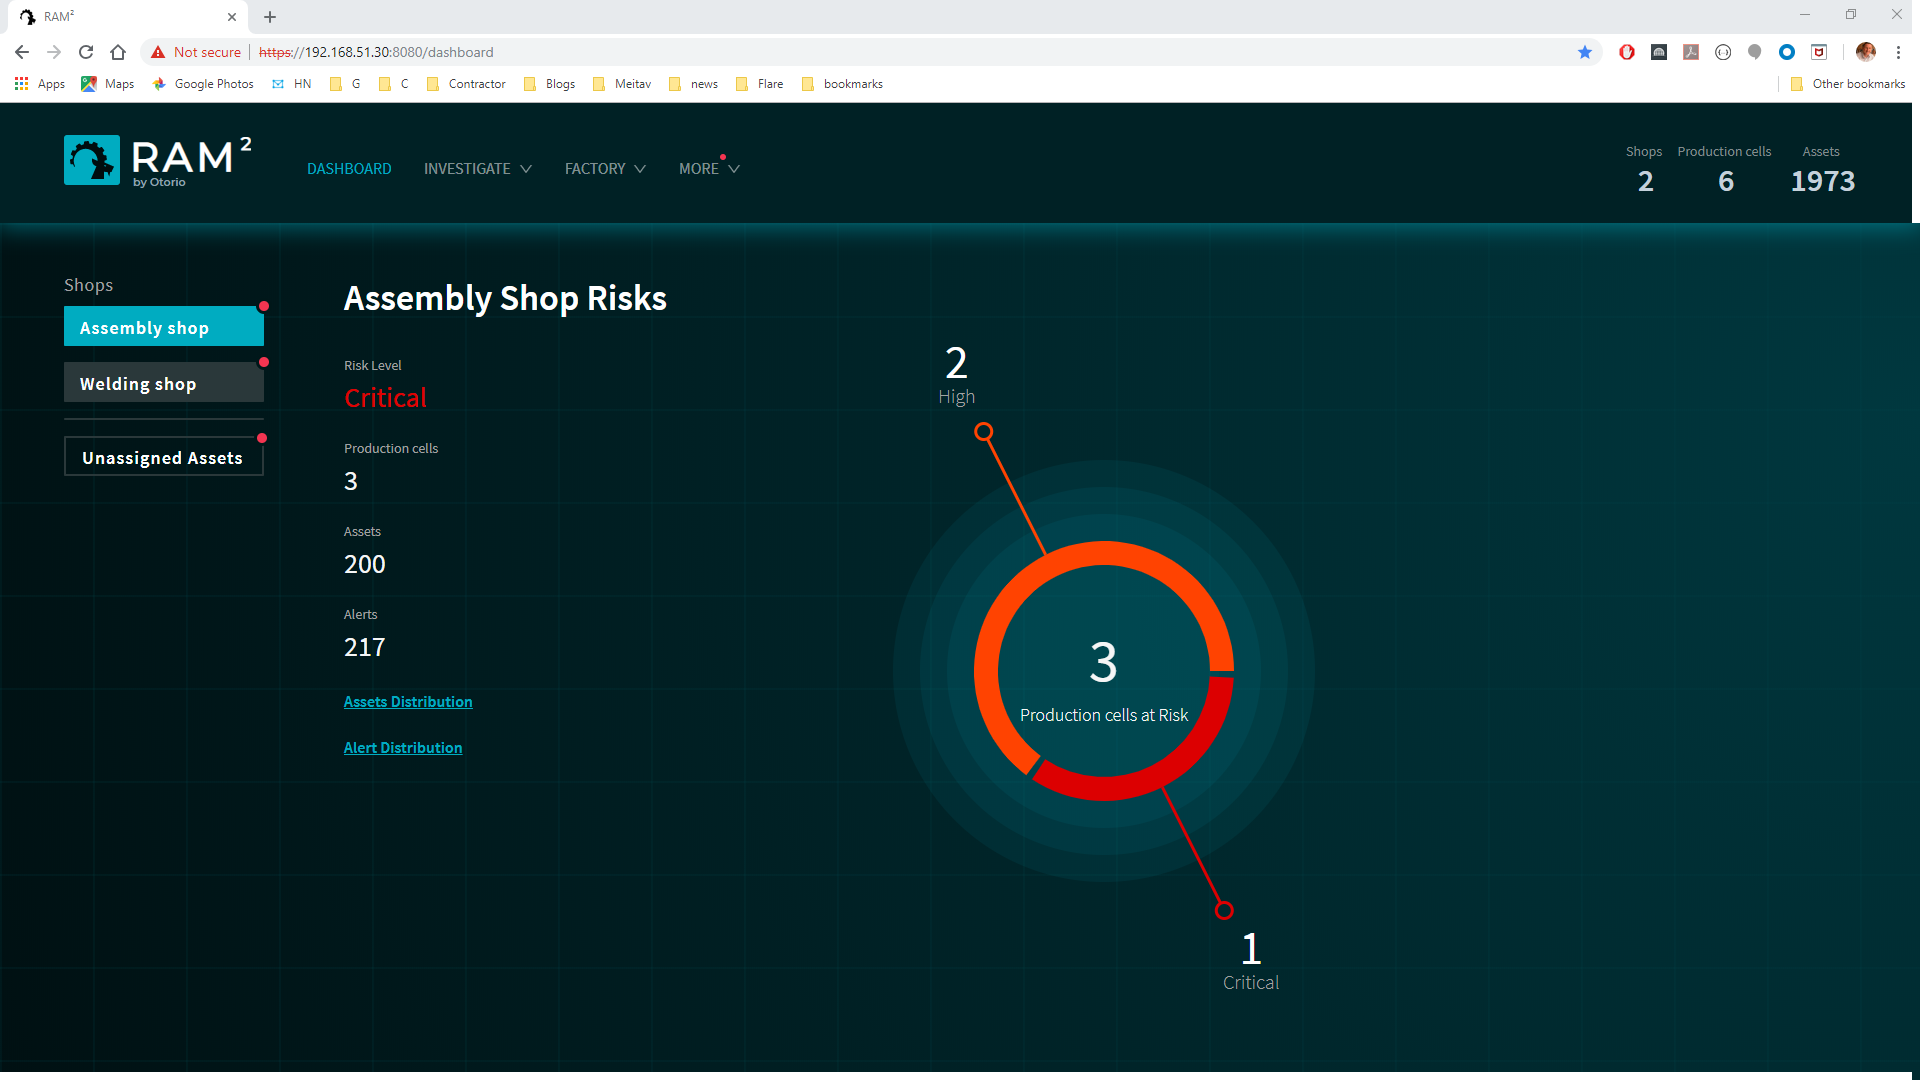 RAM²
Not secure https://192.168.51.30:8080/dashboard
Apps Maps Google Photos HN G C Contractor Blogs Meitav news Flare bookmarks Other bookmarks
RAM²
by Otorio
DASHBOARD INVESTIGATE FACTORY MORE
Shops Production cells Assets
2 6 1973
Shops
Assembly shop
Welding shop
Unassigned Assets
Assembly Shop Risks
Risk Level
Critical
Production cells
3
Assets
200
Alerts
217
Assets Distribution
Alert Distribution
2
High
3
Production cells at Risk
1
Critical